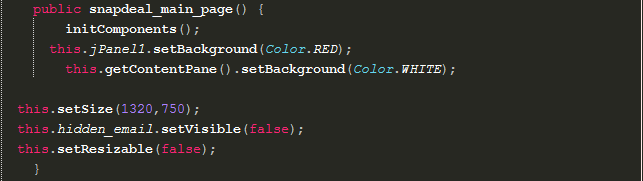 public snapdeal_main_page() {
initComponents();
this.jPanel1.setBackground(Color.RED);
this.getContentPane().setBackground(Color.WHITE);
this.setSize(1320,750);
this.hidden_email.setVisible(false);
this.setResizable(false);
}